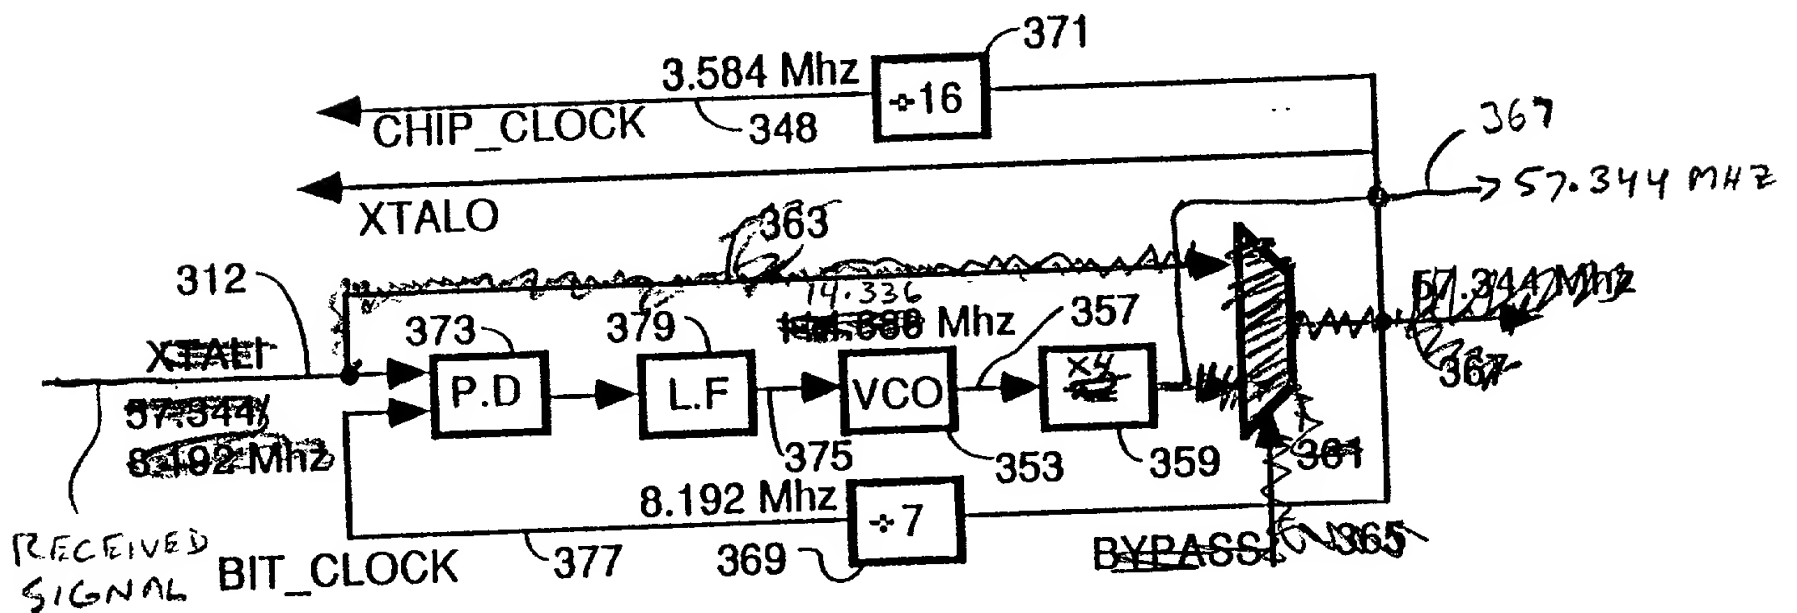 371
3.584 Mhz
÷16
CHIP_CLOCK
348
367
57.344 MHZ
XTALO
363
312
14.336
373
379
Mhz
357
57.344 Mhz
XTALI
P.D
L.F
VCO
X4
367
57.344/
8.192 Mhz
375
353
359
361
8.192 Mhz
÷7
RECEIVED
SIGNAL
BIT_CLOCK
377
369
BYPASS
365